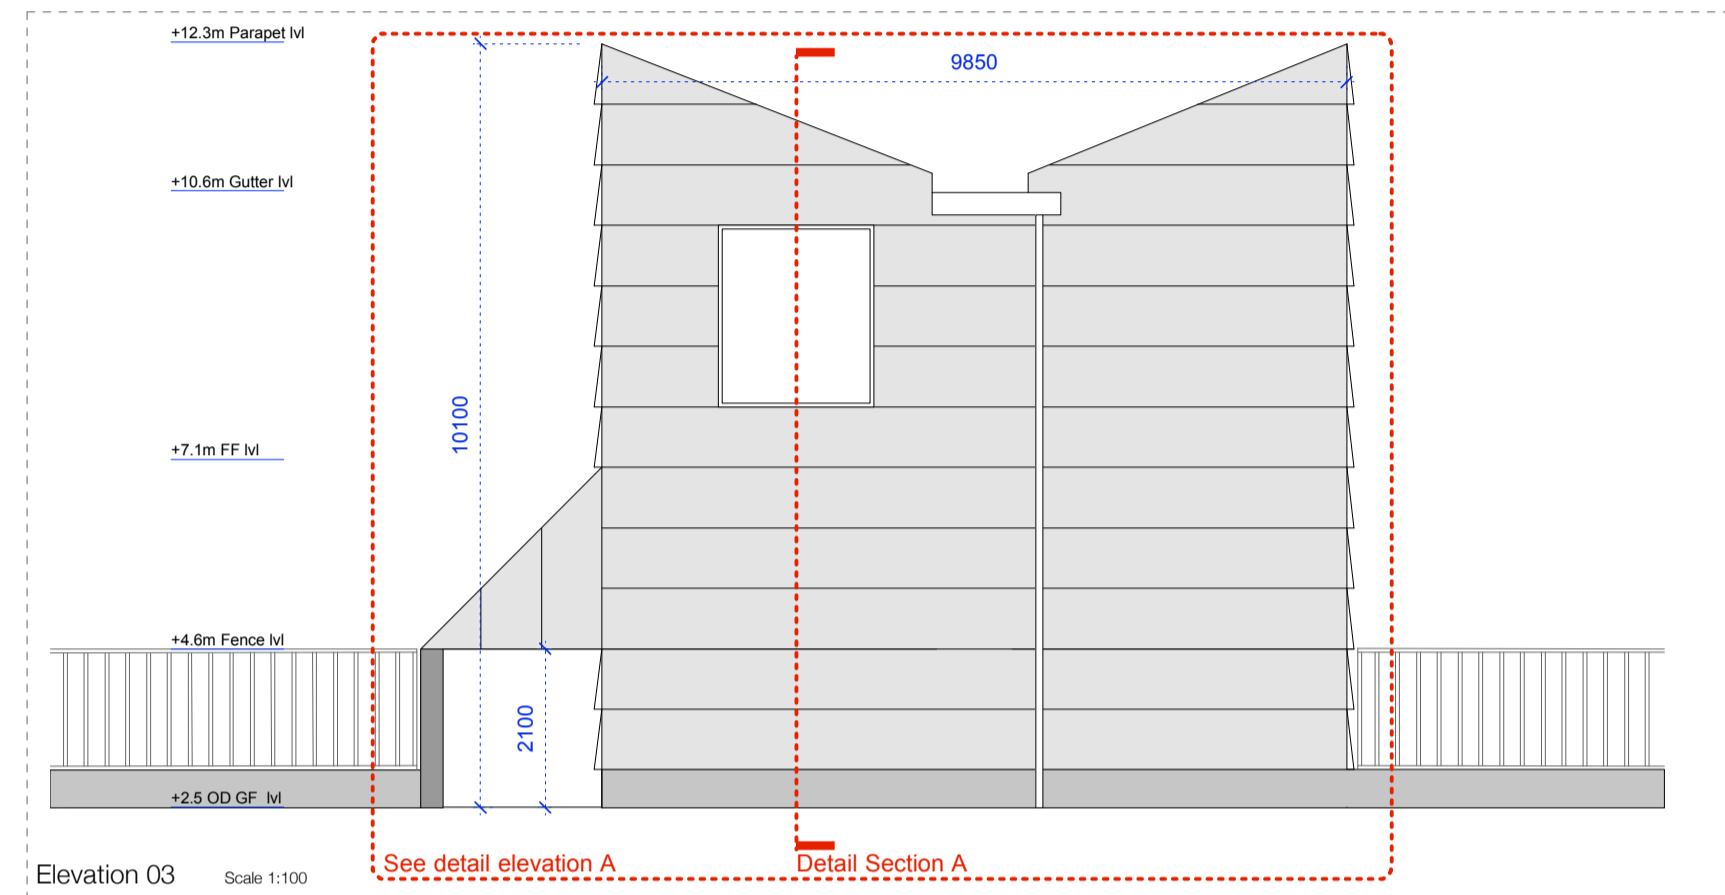 +12.3m Parapet lvl
9850
+10.6m Gutter lvl
10100
+7.1m FF lvl
+4.6m Fence lvl
2100
+2.5 OD GF  lvl
See detail elevation A
Detail Section A
Elevation 03
Scale 1:100